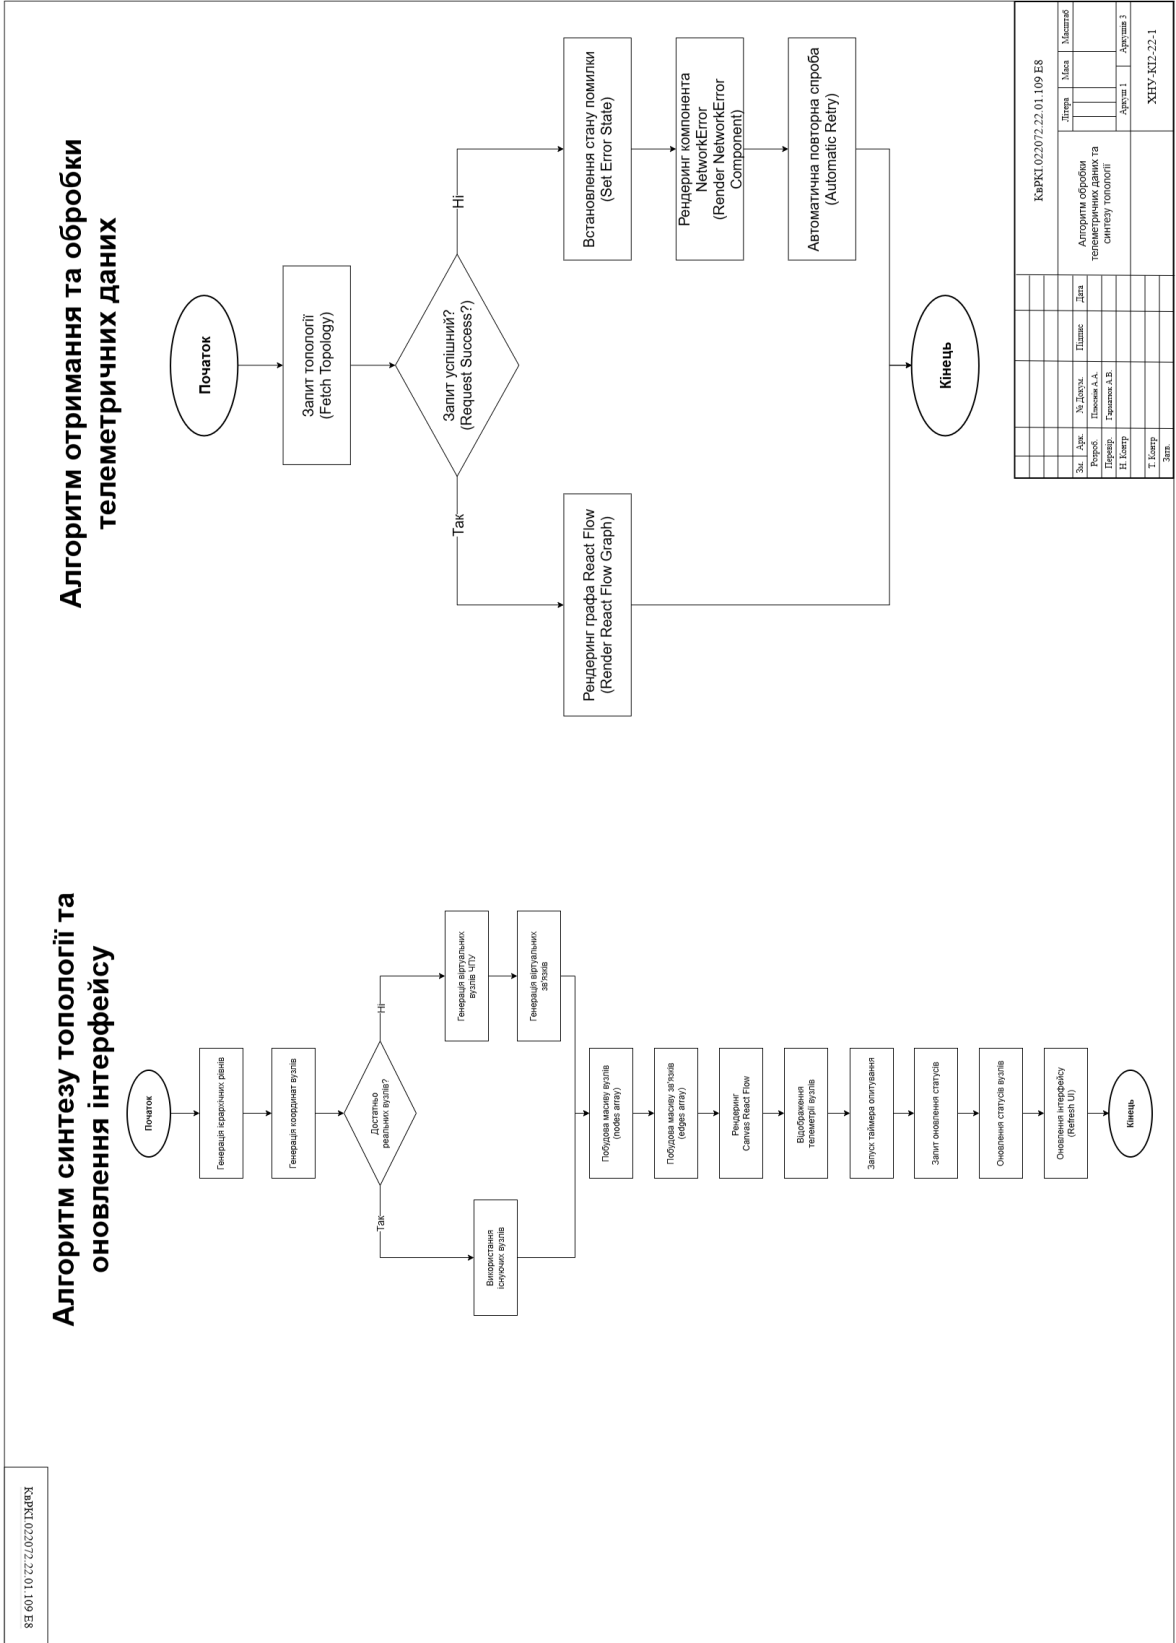 Алгоритм синтезу топології та
оновлення інтерфейсу
Початок
Генерація ієрархічних рівнів
Генерація координат вузлів
Достатньо
реальних вузлів?
Так
Ні
Використання
існуючих вузлів
Генерація віртуальних
вузлів ЧПУ
Генерація віртуальних
зв'язків
Побудова масиву вузлів
(nodes array)
Побудова масиву зв'язків
(edges array)
Рендеринг
Canvas React Flow
Відображення
телеметрії вузлів
Запуск таймера опитування
Запит оновлення статусів
Оновлення статусів вузлів
Оновлення інтерфейсу
(Refresh UI)
Кінець
Алгоритм отримання та обробки
телеметричних даних
Початок
Запит топології
(Fetch Topology)
Запит успішний?
(Request Success?)
Так
Ні
Рендеринг графа React Flow
(Render React Flow Graph)
Встановлення стану помилки
(Set Error State)
Рендеринг компонента
NetworkError
(Render NetworkError
Component)
Автоматична повторна спроба
(Automatic Retry)
Кінець
КвРКІ.022072.22.01.109 Е8
Зм. Арк. № Докум. Підпис Дата
Розроб.
Перевір. Гарматюк А.В.
Н. Контр
Т. Контр
Затв.
Алгоритм обробки
телеметричних даних та
синтезу топології
Літера Маса Масштаб
Аркуш 1 Аркушів 3
ХНУ-КІ2-22-1
КвРКІ.022072.22.01.109 Е8